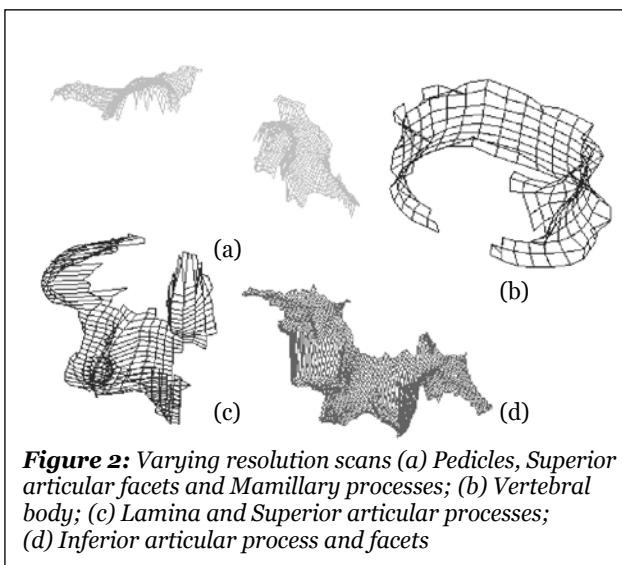 (a)
(b)
(c)
(d)
Figure 2: Varying resolution scans (a) Pedicles, Superior
articular facets and Mamillary processes; (b) Vertebral
body; (c) Lamina and Superior articular processes;
(d) Inferior articular process and facets